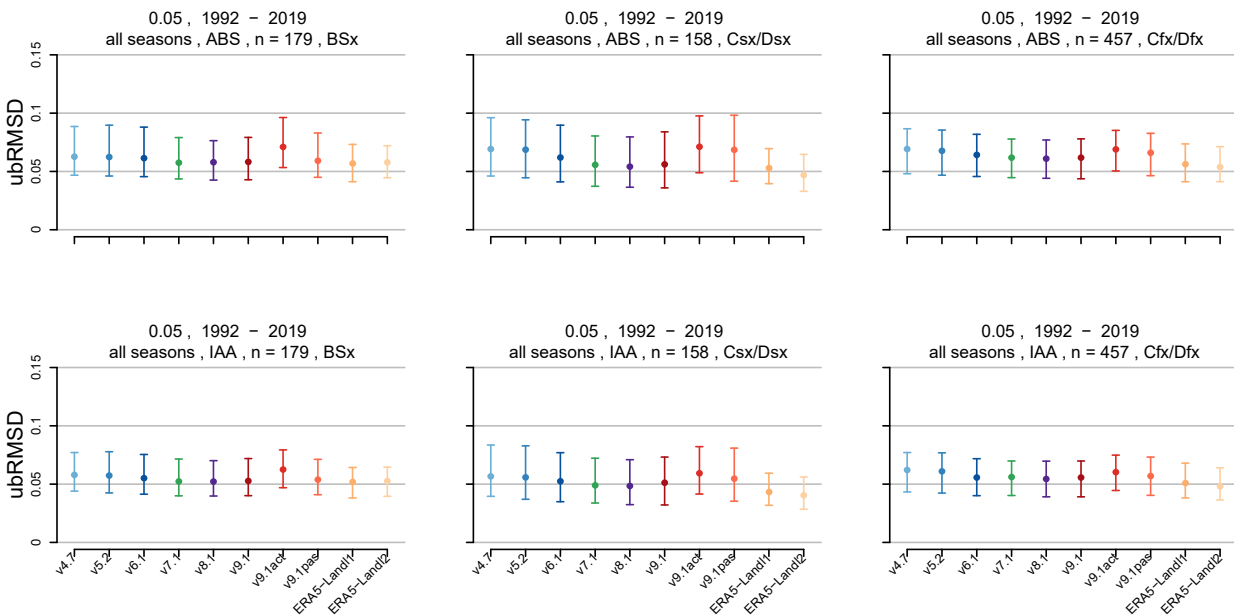 0.05 , 1992 − 2019
all seasons , ABS , n = 179 , BSx
0.05 , 1992 − 2019
all seasons , ABS , n = 158 , Csx/Dsx
0.05 , 1992 − 2019
all seasons , ABS , n = 457 , Cfx/Dfx
ubRMSD
0.15
0.1
0.05
0
0.05 , 1992 − 2019
all seasons , IAA , n = 179 , BSx
0.05 , 1992 − 2019
all seasons , IAA , n = 158 , Csx/Dsx
0.05 , 1992 − 2019
all seasons , IAA , n = 457 , Cfx/Dfx
ubRMSD
0.15
0.1
0.05
0
v4.7
v5.2
v6.1
v7.1
v8.1
v9.1
v9.1act
v9.1pas
ERA5−Landl1
ERA5−Landl2
v4.7
v5.2
v6.1
v7.1
v8.1
v9.1
v9.1act
v9.1pas
ERA5−Landl1
ERA5−Landl2
v4.7
v5.2
v6.1
v7.1
v8.1
v9.1
v9.1act
v9.1pas
ERA5−Landl1
ERA5−Landl2